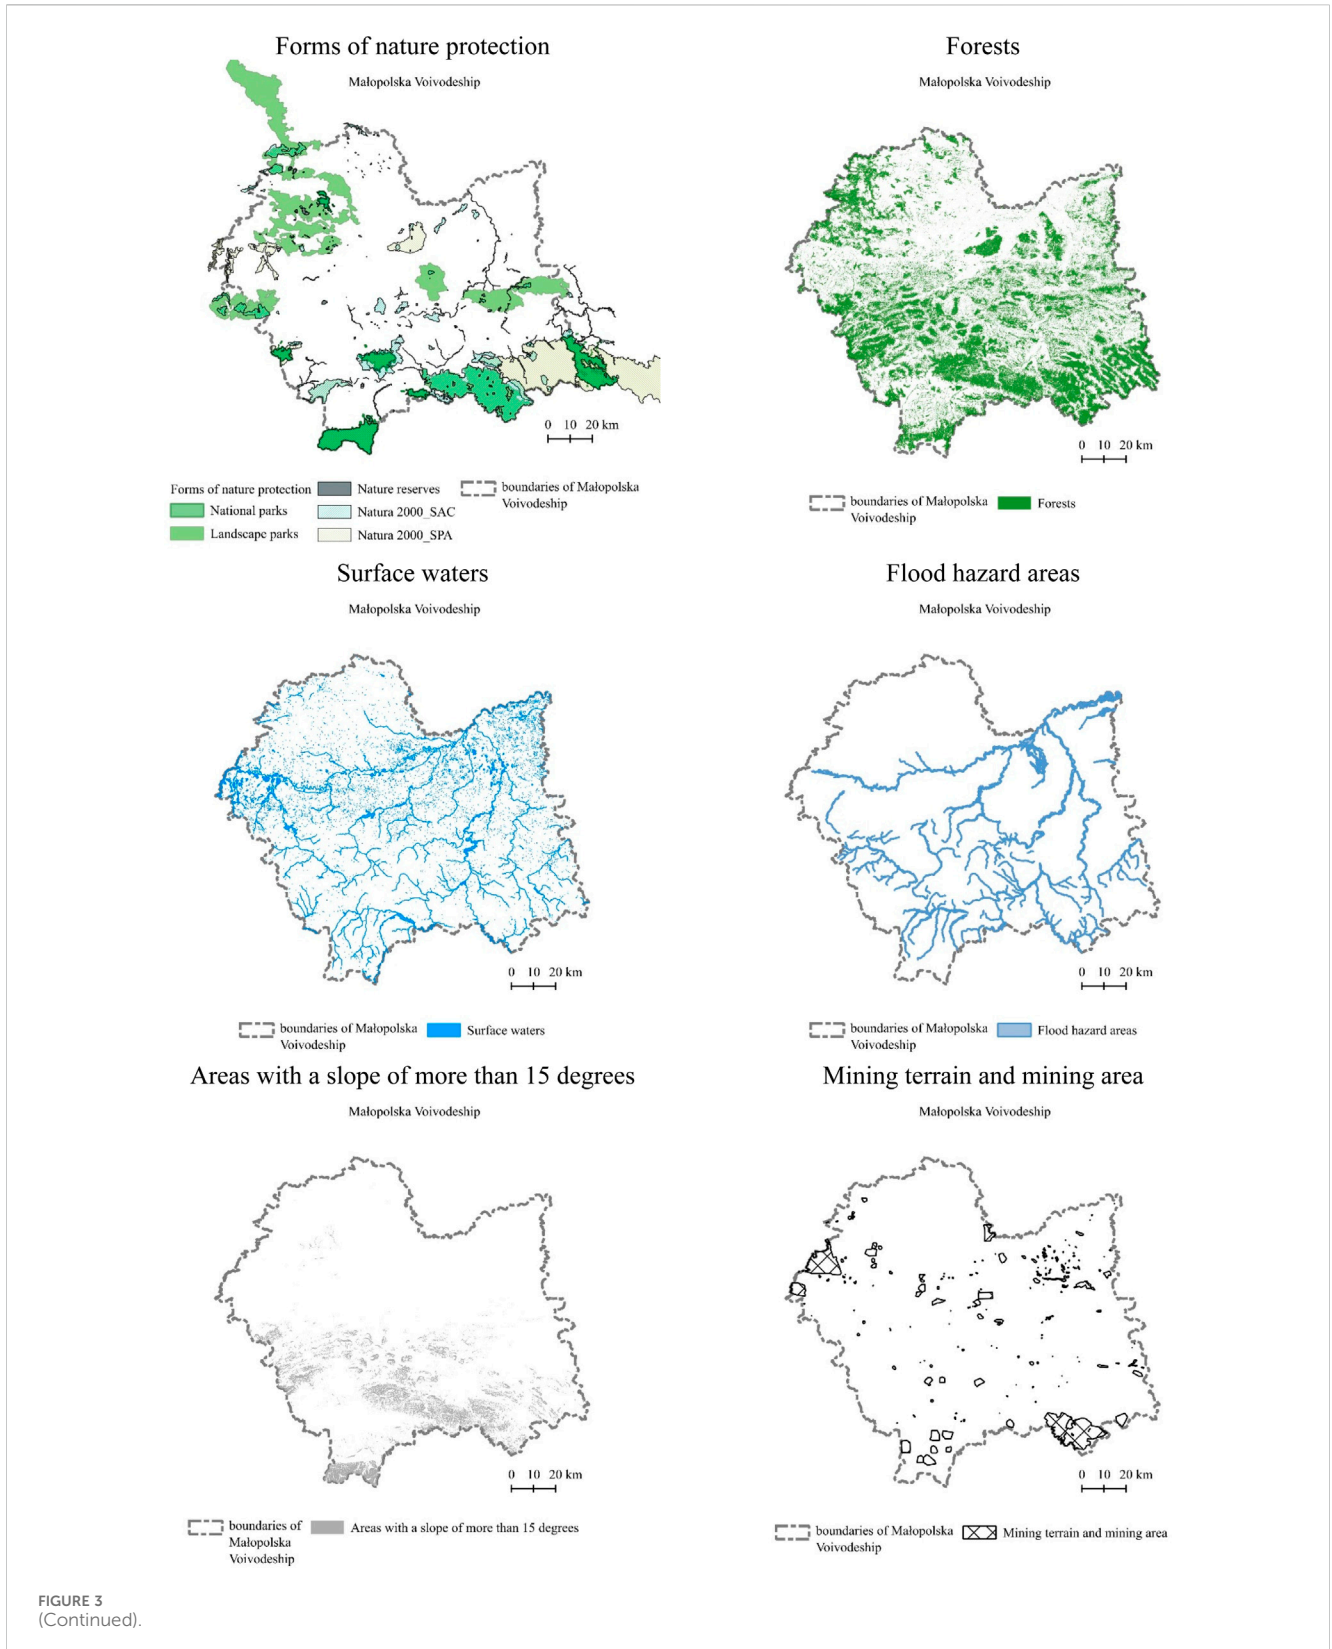 Forms of nature protection
Małopolska Voivodeship
0 10 20 km
Forms of nature protection
National parks
Landscape parks
Nature reserves
Natura 2000_SAC
Natura 2000_SPA
boundaries of Małopolska
Voivodeship
Forests
Małopolska Voivodeship
0 10 20 km
boundaries of Małopolska
Voivodeship
Forests
Surface waters
Małopolska Voivodeship
0 10 20 km
boundaries of Małopolska
Voivodeship
Surface waters
Flood hazard areas
Małopolska Voivodeship
0 10 20 km
boundaries of Małopolska
Voivodeship
Flood hazard areas
Areas with a slope of more than 15 degrees
Małopolska Voivodeship
0 10 20 km
boundaries of
Małopolska
Voivodeship
Areas with a slope of more than 15 degrees
Mining terrain and mining area
Małopolska Voivodeship
0 10 20 km
boundaries of Małopolska
Voivodeship
Mining terrain and mining area
FIGURE 3
(Continued).